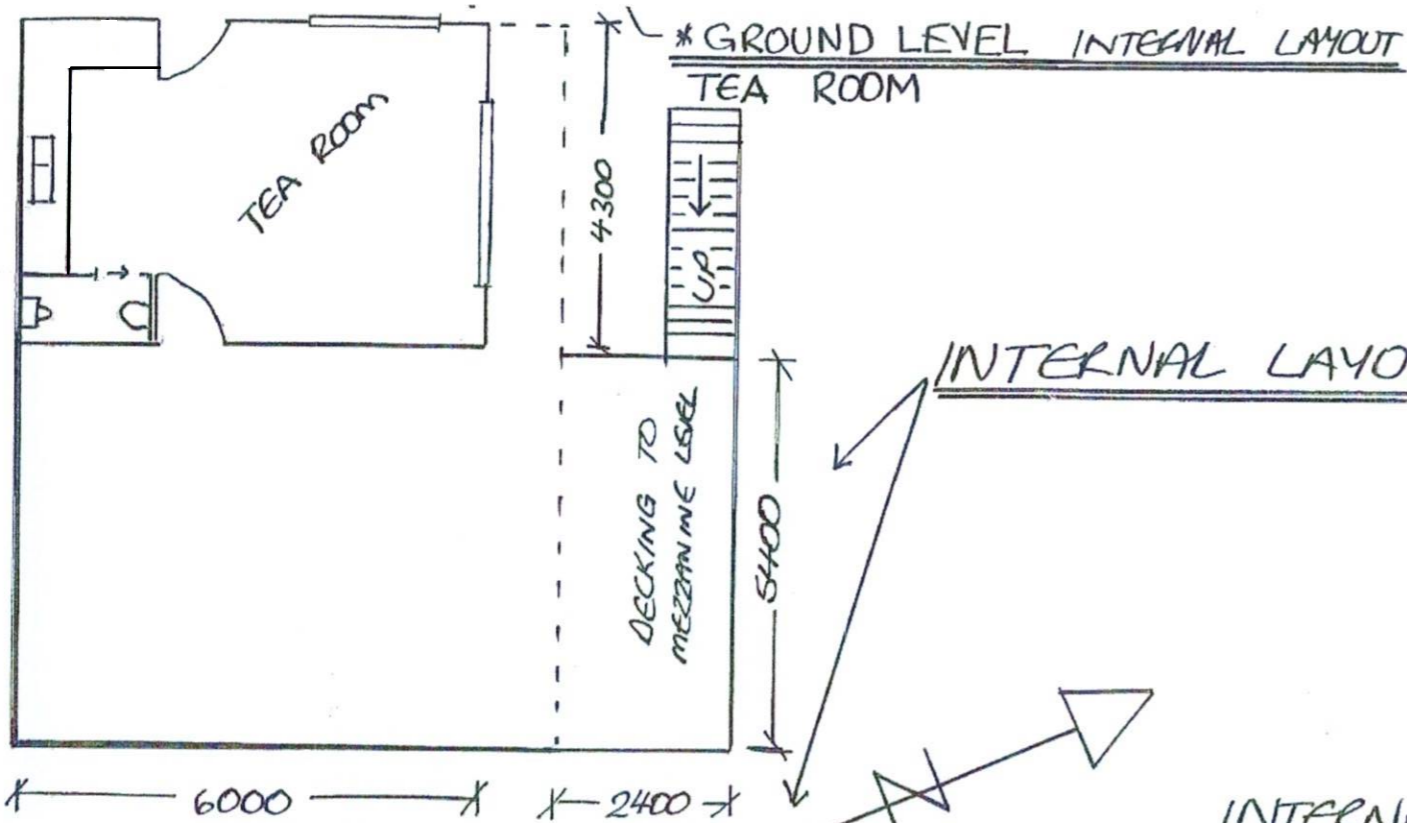 * GROUND LEVEL INTERNAL LAYOUT
TEA ROOM
TEA ROOM
4300
UP
INTERNAL LAYO
DECKING TO
MEZZANINE LEVEL
5400
6000
2400
INTERN